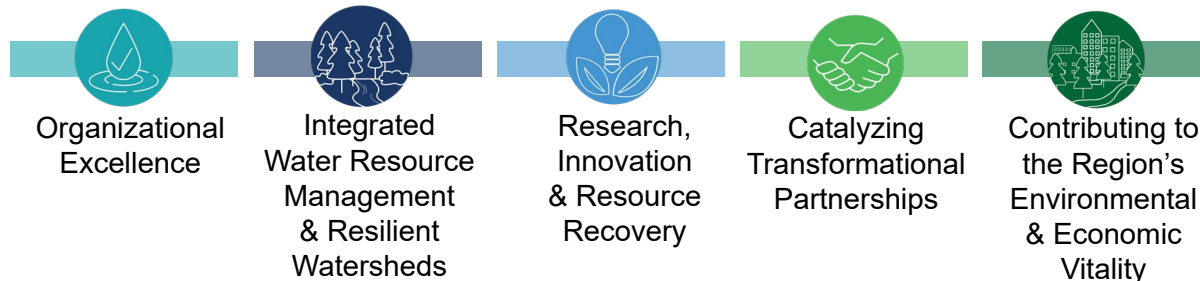 Organizational
Excellence
Integrated
Water Resource
Management
& Resilient
Watersheds
Research,
Innovation
& Resource
Recovery
Catalyzing
Transformational
Partnerships
Contributing to
the Region’s
Environmental
& Economic
Vitality